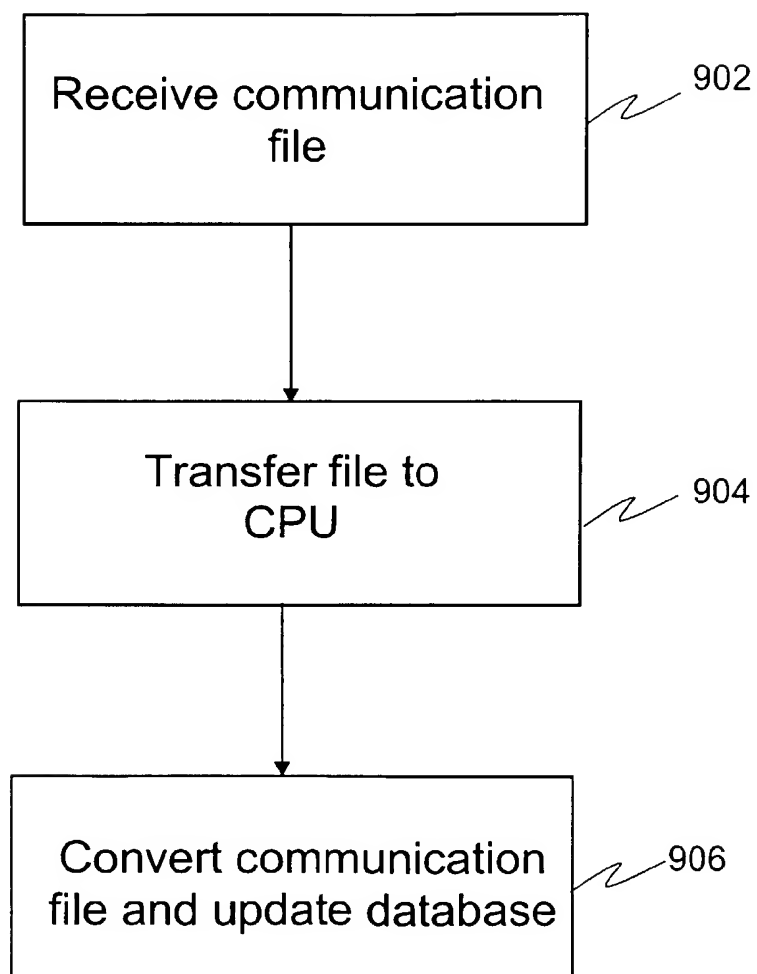 Receive communication
file
902
Transfer file to
CPU
904
Convert communication
file and update database
906